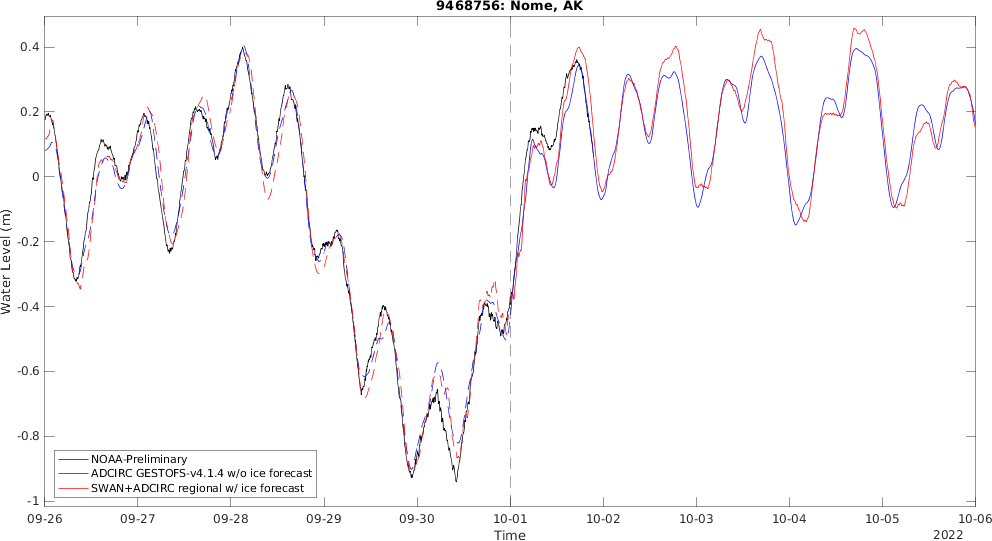 9468756: Nome, AK
Water Level (m)
0.4
0.2
0
-0.2
-0.4
-0.6
-0.8
-1
NOAA-Preliminary
ADCIRC GESTOFS-v4.1.4 w/o ice forecast
SWAN+ADCIRC regional w/ ice forecast
09-26 09-27 09-28 09-29 09-30 10-01 10-02 10-03 10-04 10-05 10-06
Time
2022